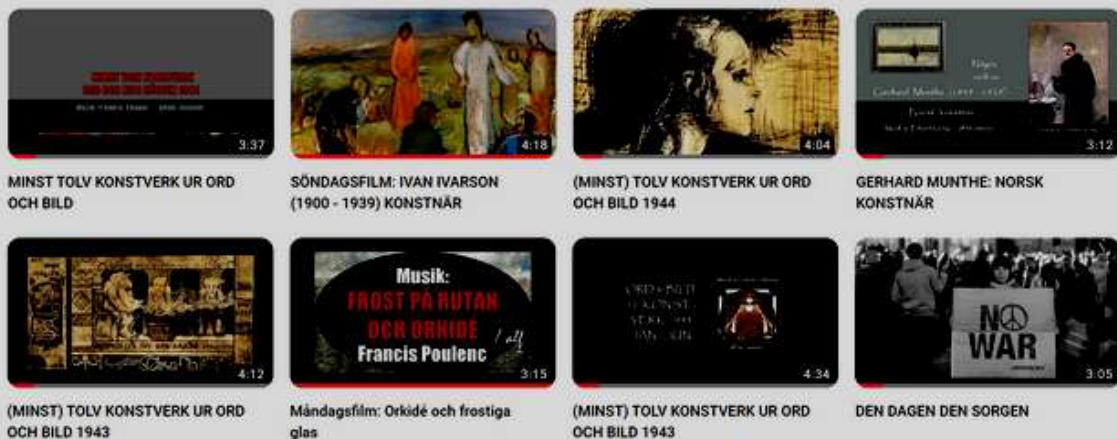 3:37
4:18
4:04
Gerhard Munthe
3:12
MINST TOLV KONSTVERK UR ORD
OCH BILD
SÖNDAGSFILM: IVAN IVARSON
(1900 - 1939) KONSTNÄR
(MINST) TOLV KONSTVERK UR ORD
OCH BILD 1944
GERHARD MUNTHE: NORSK
KONSTNÄR
4:12
Musik:
FROST PÅ RUTAN
OCH ORKIDÉ
Francis Poulenc
3:15
4:34
NO
WAR
3:05
(MINST) TOLV KONSTVERK UR ORD
OCH BILD 1943
Måndagsfilm: Orkidé och frostiga
glas
(MINST) TOLV KONSTVERK UR ORD
OCH BILD 1943
DEN DAGEN DEN SORGEN